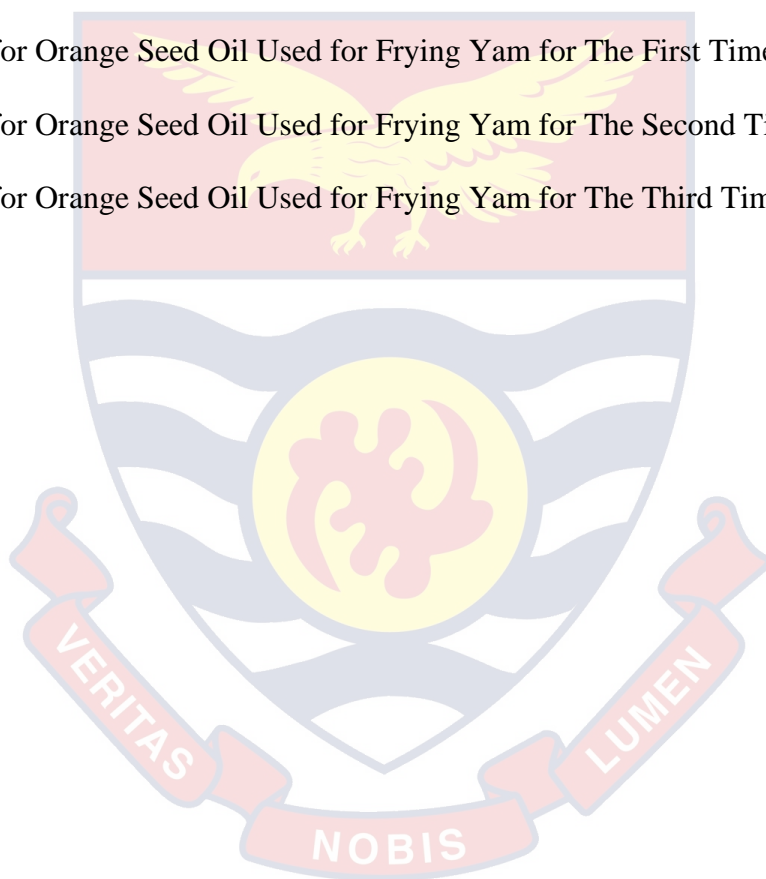 for Orange Seed Oil Used for Frying Yam for The First Time
for Orange Seed Oil Used for Frying Yam for The Second
for Orange Seed Oil Used for Frying Yam for The Third
VERITAS
NOBIS
LUMEN